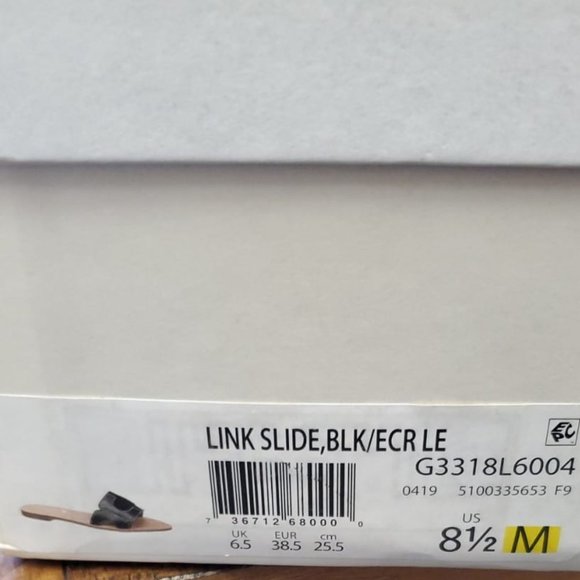 LINK SLIDE,BLK/ECR LE
G3318L6004
0419 5100335653 F9
7 36712 68000 0
UK EUR cm US
6.5 38.5 25.5 8½ M